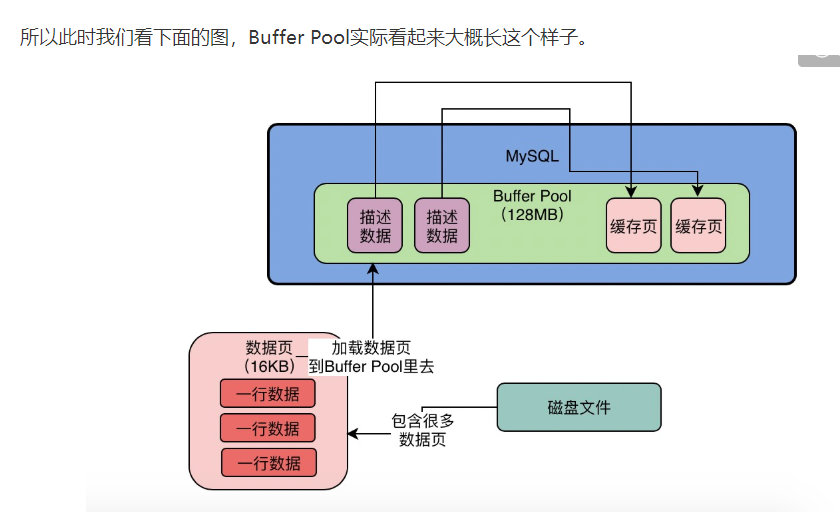 所以此时我们看下面的图，Buffer Pool实际看起来大概长这个样子。
MySQL
Buffer Pool
（128MB）
描述
数据
描述
数据
缓存页
缓存页
数据页
（16KB）
加载数据页
到Buffer Pool里去
一行数据
一行数据
一行数据
包含很多
数据页
磁盘文件